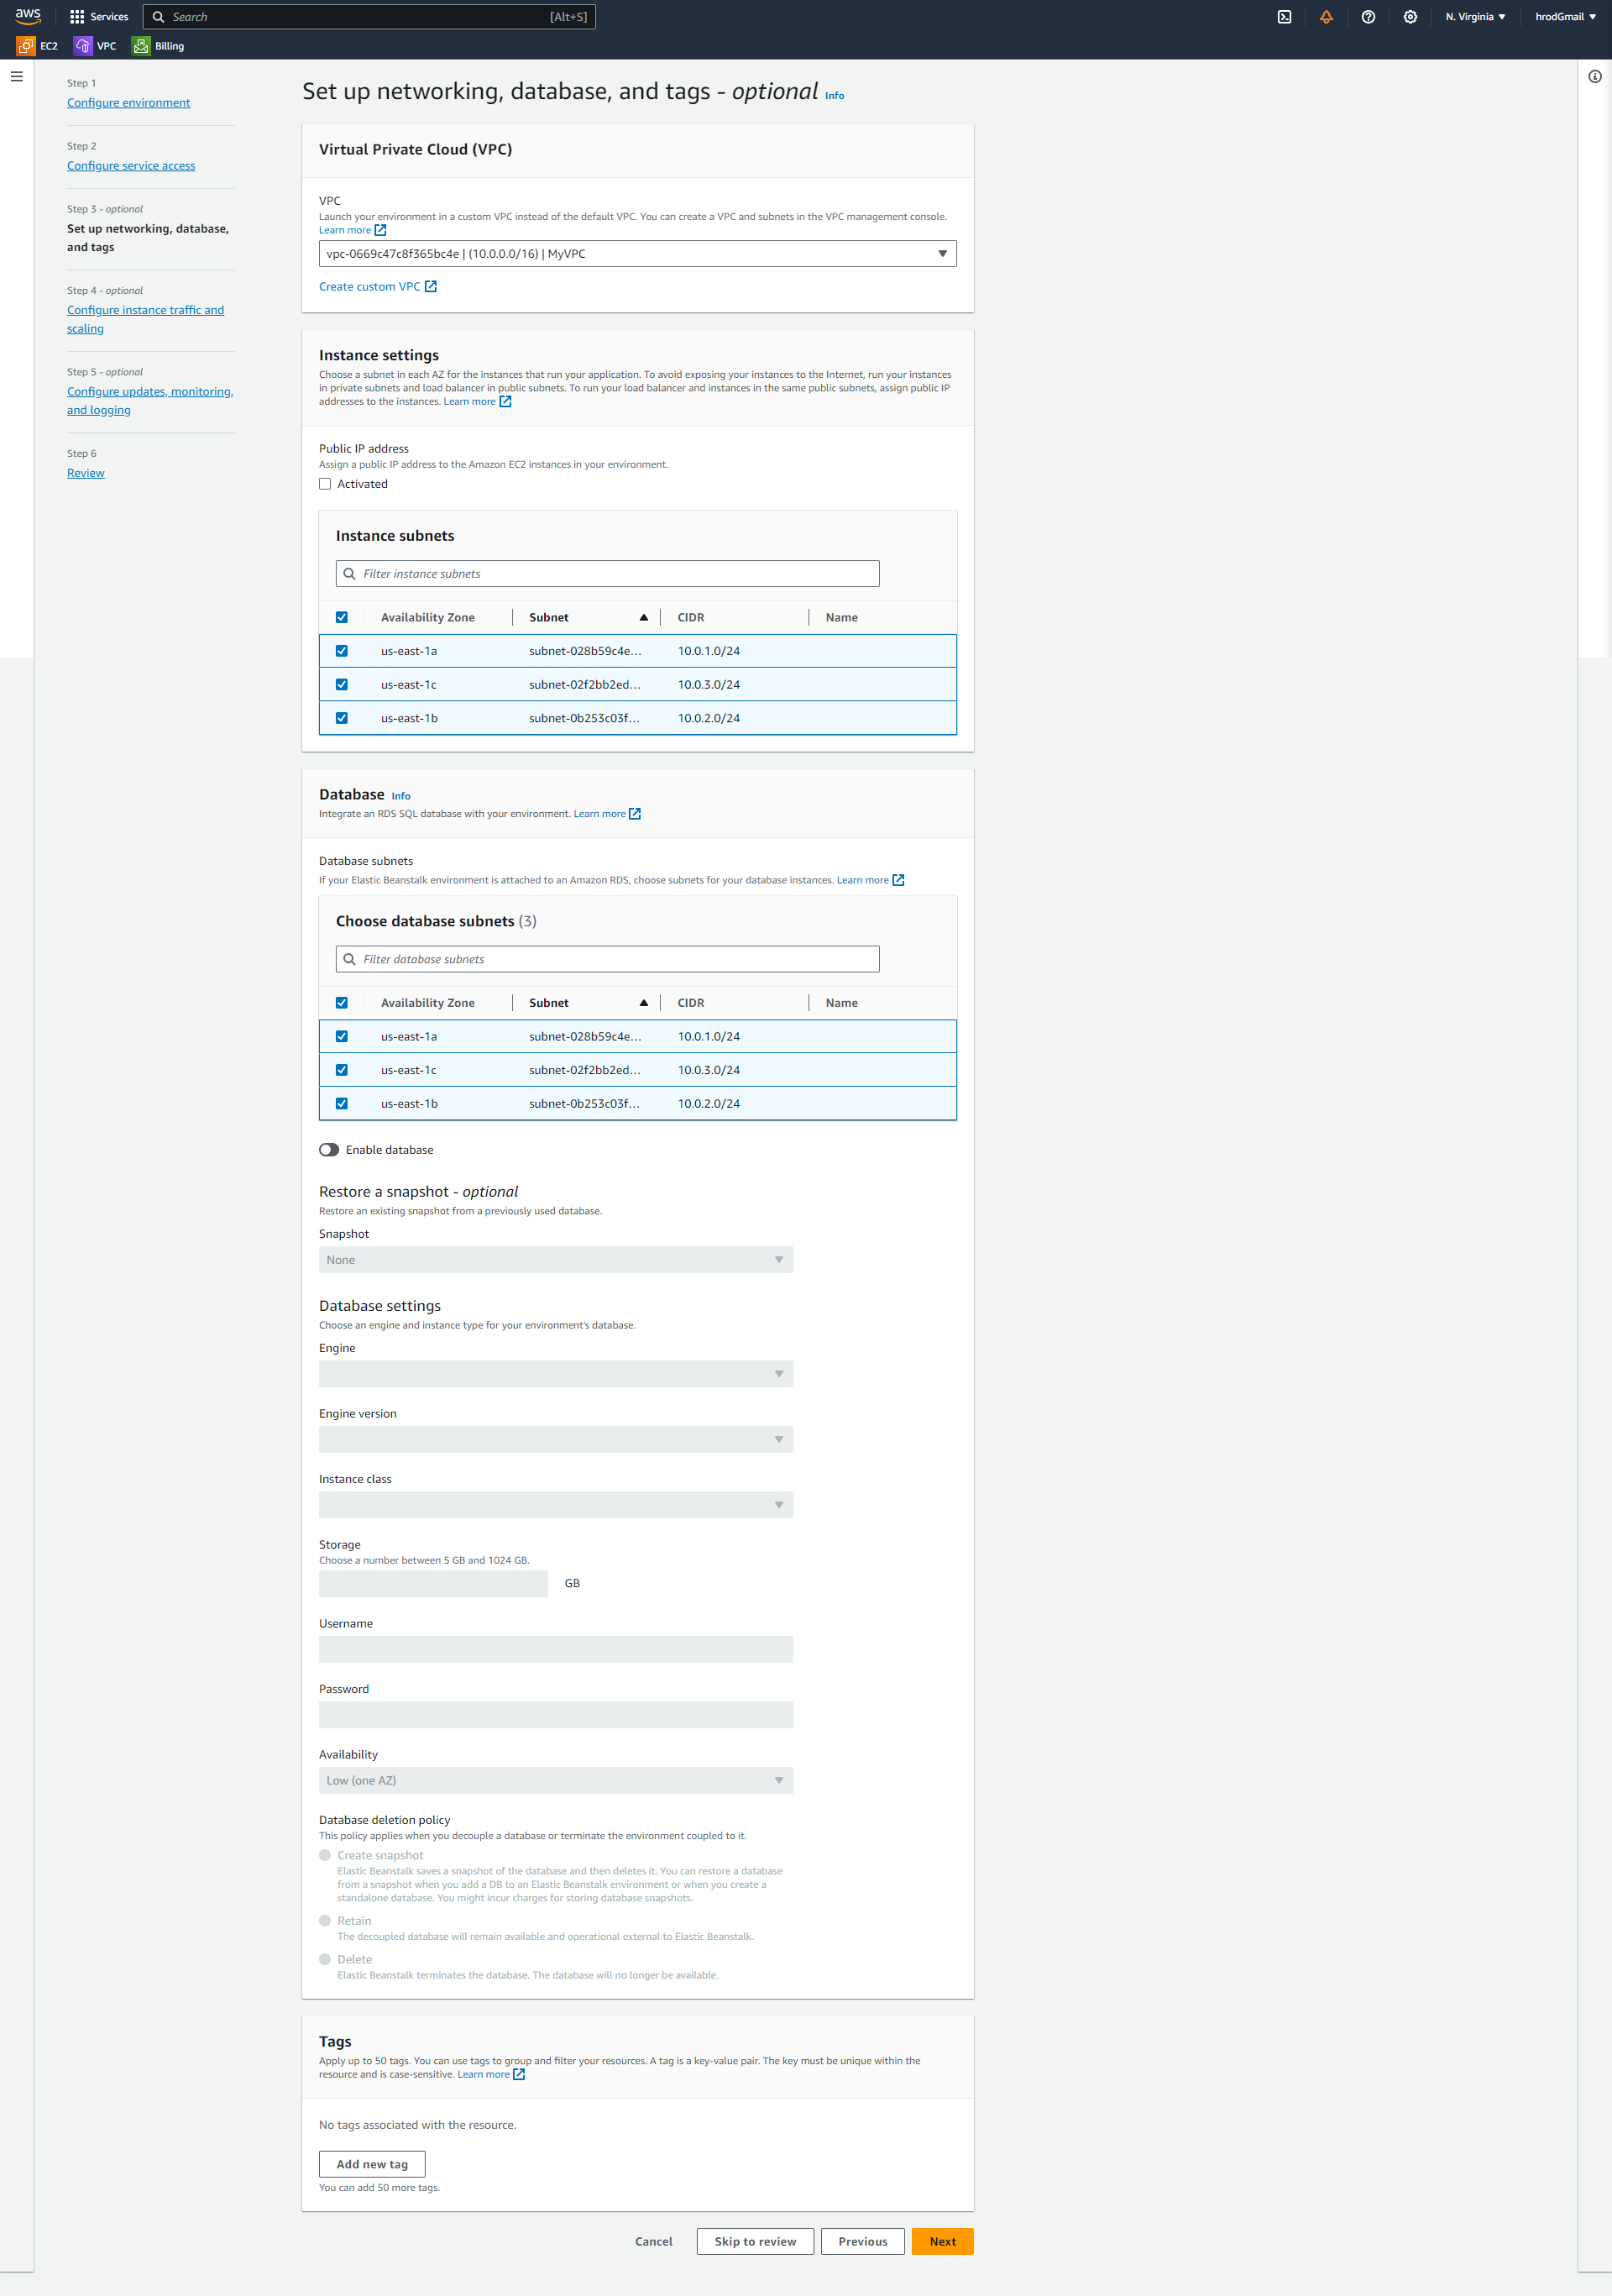 aws
Services
Search
[Alt+S]
N. Virginia
hrodGmail
EC2
VPC
Billing
Step 1
Configure environment
Step 2
Configure service access
Step 3 - optional
Set up networking, database,
and tags
Step 4 - optional
Configure instance traffic and
scaling
Step 5 - optional
Configure updates, monitoring,
and logging
Step 6
Review
Set up networking, database, and tags - optional Info
Virtual Private Cloud (VPC)
VPC
Launch your environment in a custom VPC instead of the default VPC. You can create a VPC and subnets in the VPC management console.
Learn more
vpc-0669c47c8f365bc4e | (10.0.0.0/16) | MyVPC
Create custom VPC
Instance settings
Choose a subnet in each AZ for the instances that run your application. To avoid exposing your instances to the Internet, run your instances
in private subnets and load balancer in public subnets. To run your load balancer and instances in the same public subnets, assign public IP
addresses to the instances. Learn more
Public IP address
Assign a public IP address to the Amazon EC2 instances in your environment.
Activated
Instance subnets
Filter instance subnets
Availability Zone Subnet CIDR Name
us-east-1a subnet-028b59c4e... 10.0.1.0/24
us-east-1c subnet-02f2bb2ed... 10.0.3.0/24
us-east-1b subnet-0b253c03f... 10.0.2.0/24
Database Info
Integrate an RDS SQL database with your environment. Learn more
Database subnets
If your Elastic Beanstalk environment is attached to an Amazon RDS, choose subnets for your database instances. Learn more
Choose database subnets (3)
Filter database subnets
Availability Zone Subnet CIDR Name
us-east-1a subnet-028b59c4e... 10.0.1.0/24
us-east-1c subnet-02f2bb2ed... 10.0.3.0/24
us-east-1b subnet-0b253c03f... 10.0.2.0/24
Enable database
Restore a snapshot - optional
Restore an existing snapshot from a previously used database.
Snapshot
None
Database settings
Choose an engine and instance type for your environment's database.
Engine
Engine version
Instance class
Storage
Choose a number between 5 GB and 1024 GB.
GB
Username
Password
Availability
Low (one AZ)
Database deletion policy
This policy applies when you decouple a database or terminate the environment coupled to it.
Create snapshot
Elastic Beanstalk saves a snapshot of the database and then deletes it. You can restore a database
from a snapshot when you add a DB to an Elastic Beanstalk environment or when you create a
standalone database. You might incur charges for storing database snapshots.
Retain
The decoupled database will remain available and operational external to Elastic Beanstalk.
Delete
Elastic Beanstalk terminates the database. The database will no longer be available.
Tags
Apply up to 50 tags. You can use tags to group and filter your resources. A tag is a key-value pair. The key must be unique within the
resource and is case-sensitive. Learn more
No tags associated with the resource.
Add new tag
You can add 50 more tags.
Cancel
Skip to review
Previous
Next